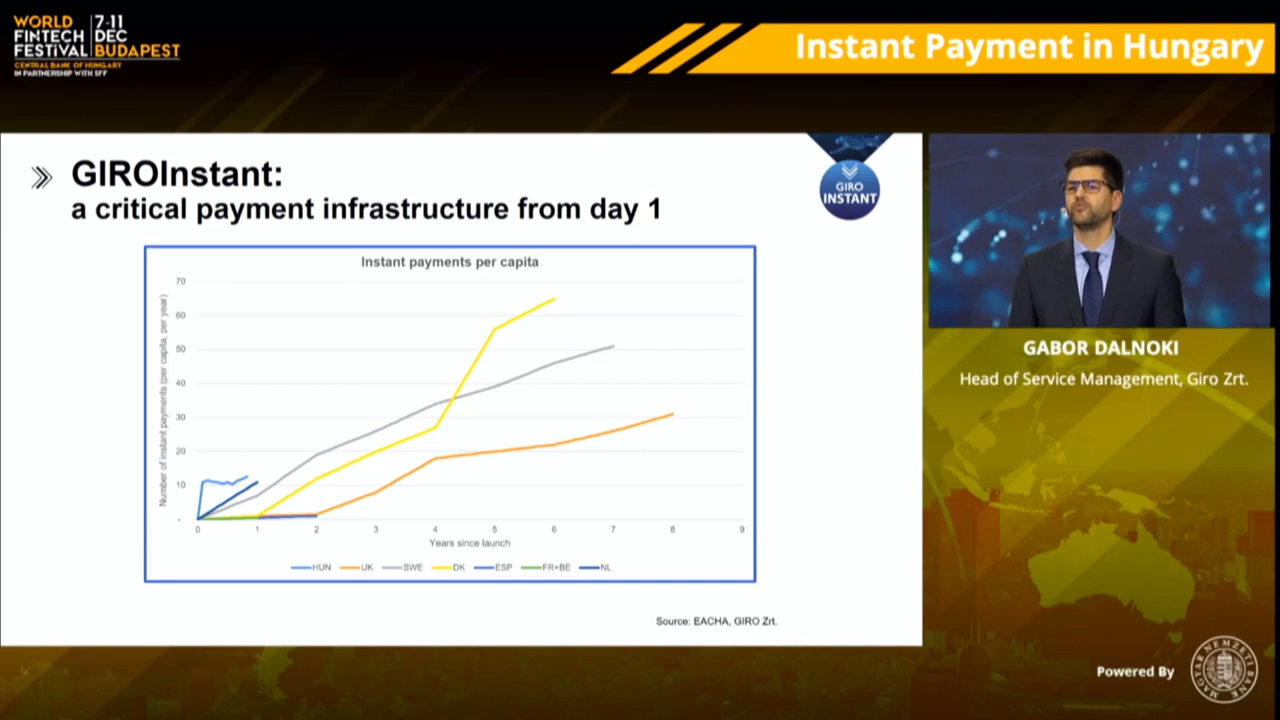 WORLD
FINTECH
FESTIVAL
7-11
DEC
BUDAPEST
CENTRAL BANK OF HUNGARY
IN PARTNERSHIP WITH SFF
Instant Payment in Hungary
GIROInstant:
a critical payment infrastructure from day 1
GIRO
INSTANT
Instant payments per capita
Number of instant payments (per capita, per year)
70
60
50
40
30
20
10
-
0 1 2 3 4 5 6 7 8 9
Years since launch
HUN UK SWE DK ESP FR+BE NL
Source: EACHA, GIRO Zrt.
GABOR DALNOKI
Head of Service Management, Giro Zrt.
Powered By
MAGYAR NEMZETI BANK